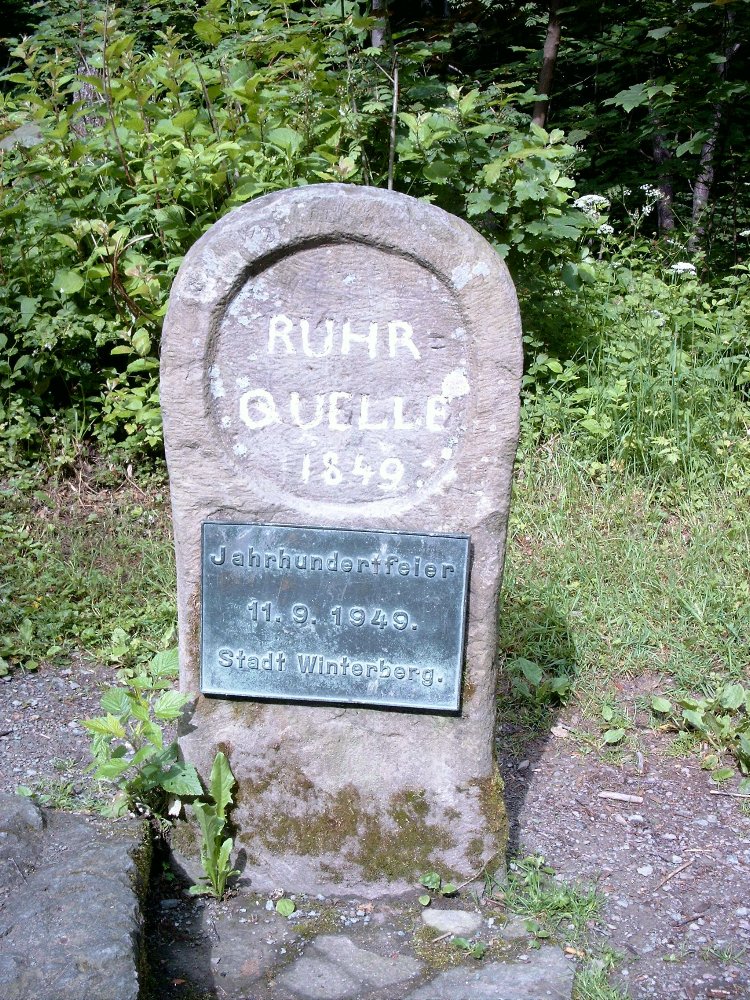 RUHR
QUELLE
1849
Jahrhundertfeier
11. 9. 1949.
Stadt Winterberg.